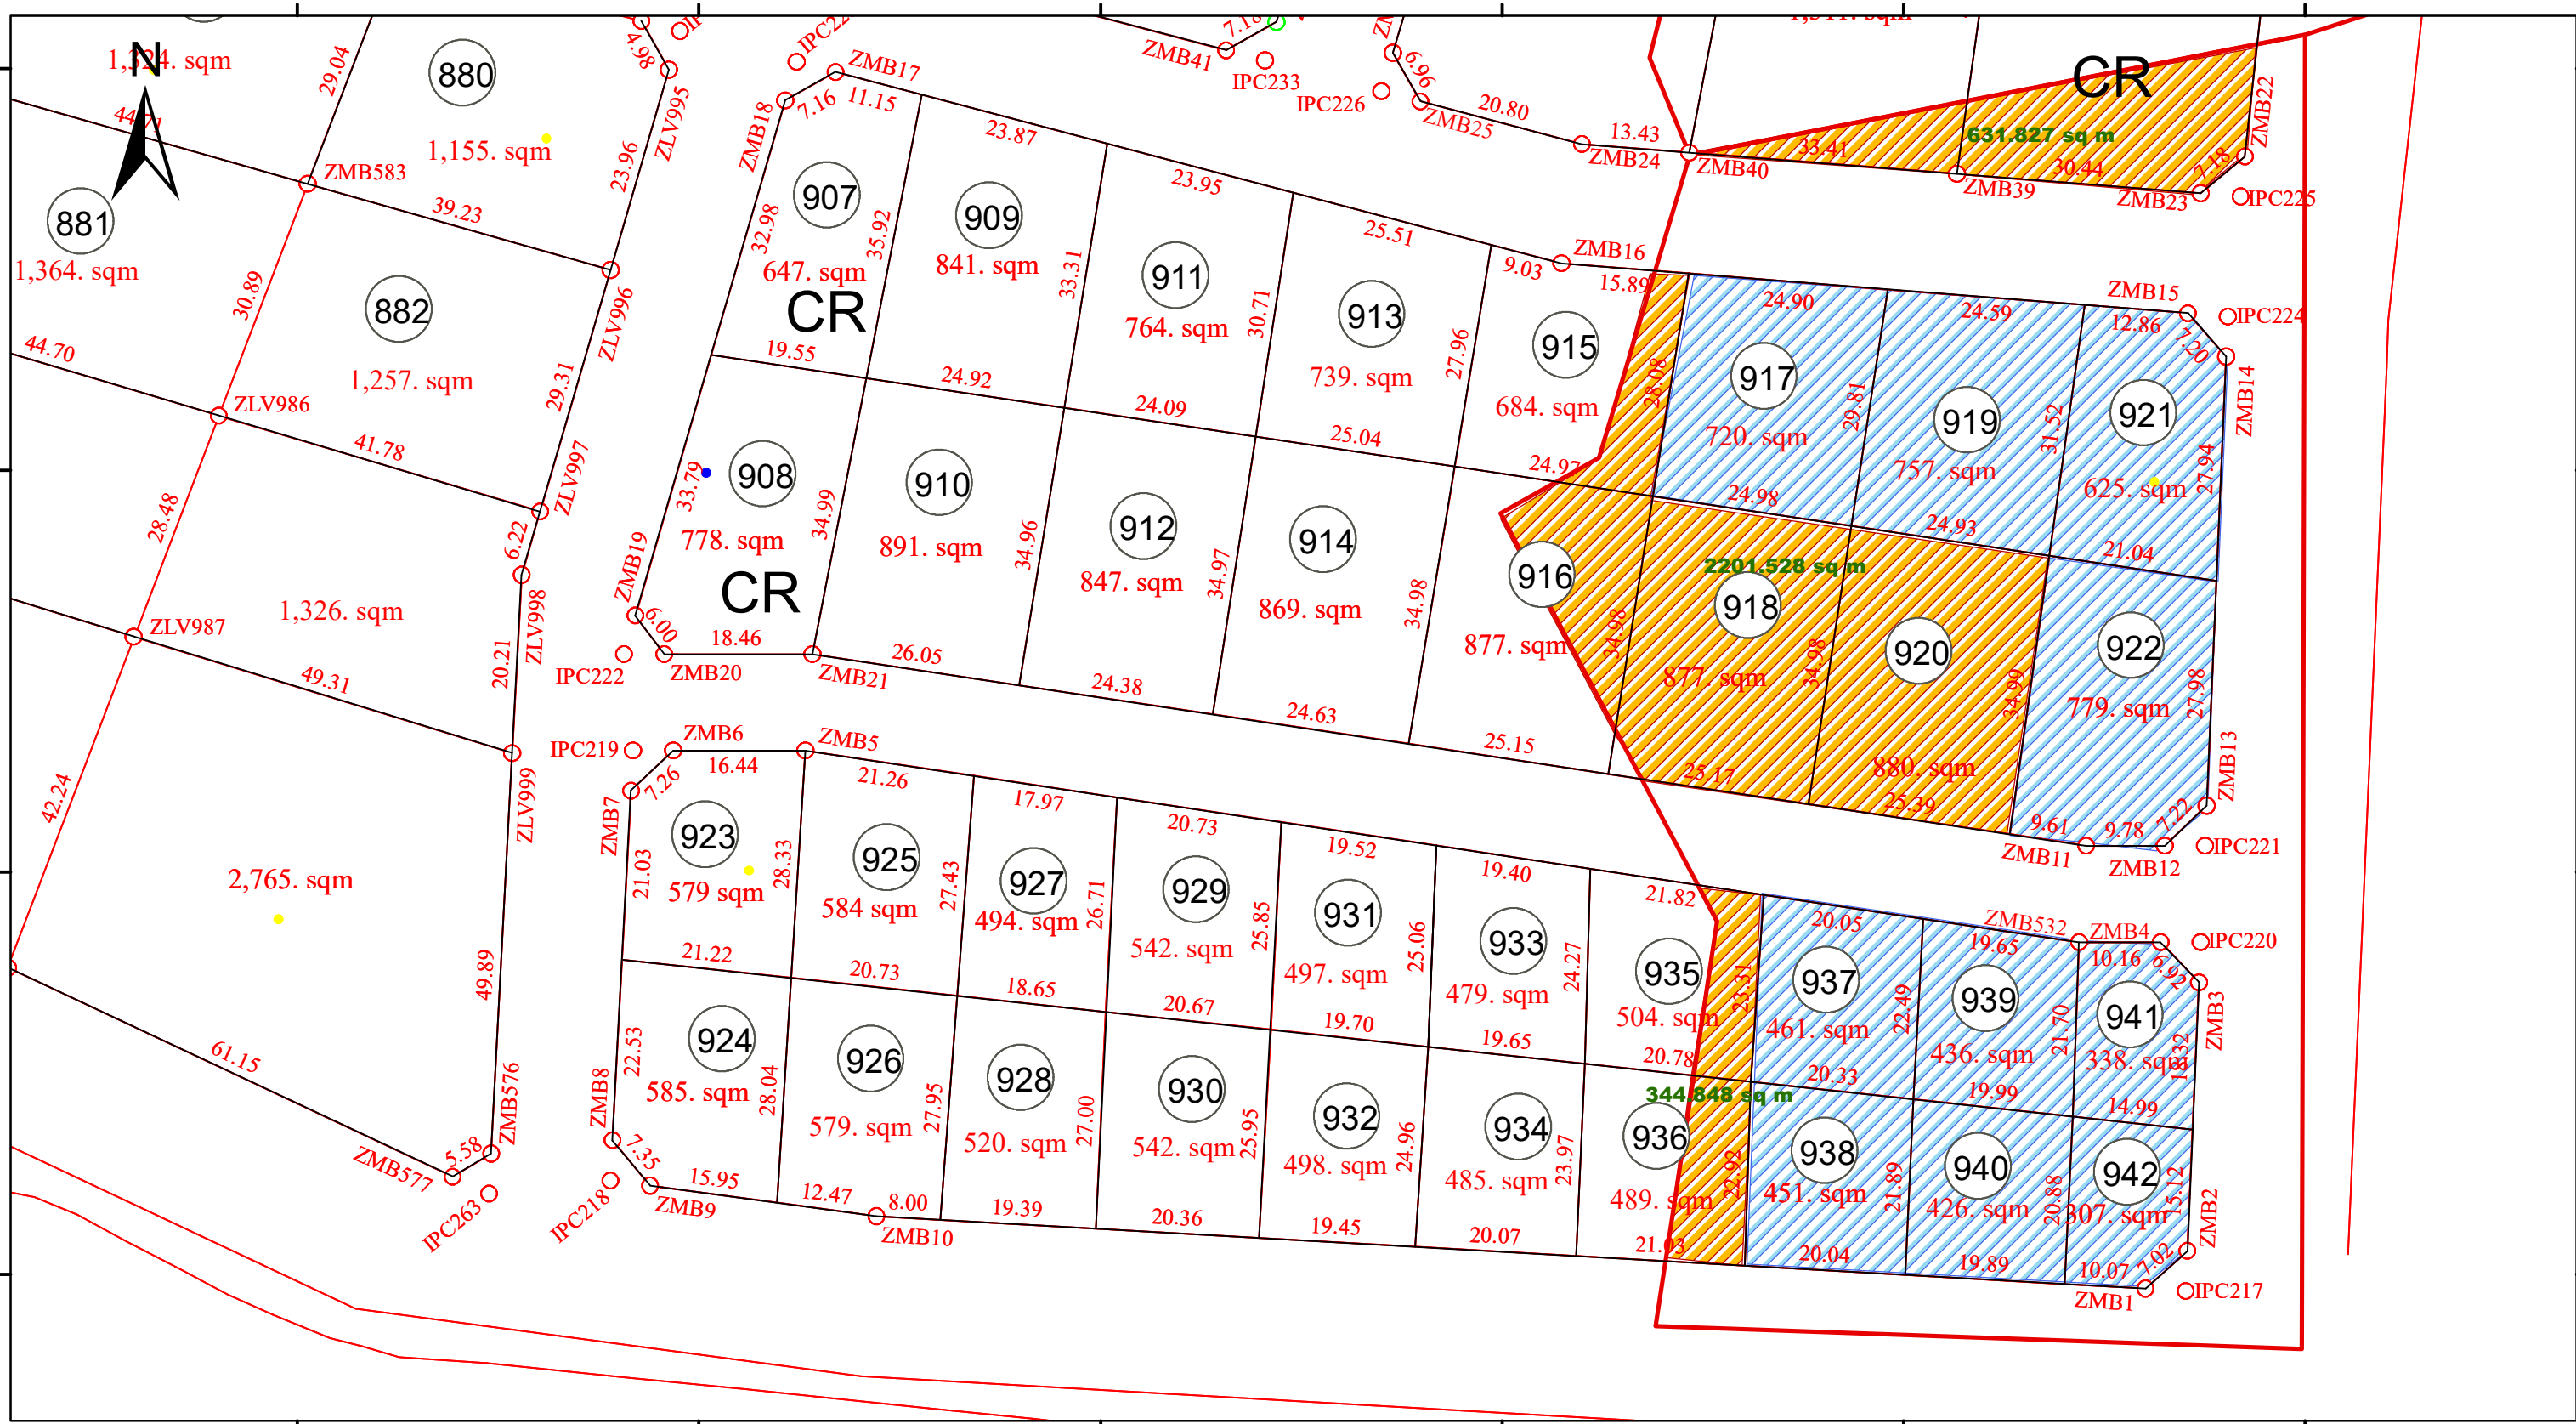 N
1,324. sqm
44.71
29.04
880
1,155. sqm
4.98
ZLV995
23.96
ZMB583
39.23
881
1,364. sqm
30.89
882
1,257. sqm
ZLV996
29.31
44.70
ZLV986
41.78
ZLV997
28.48
6.22
1,326. sqm
ZLV998
20.21
ZLV987
49.31
ZLV999
42.24
2,765. sqm
49.89
61.15
ZMB576
5.58
ZMB577
IPC263
ZMB17
ZMB18
7.16
11.15
23.87
23.95
25.51
9.03
ZMB16
15.89
907
647. sqm
32.98
35.92
CR
19.55
909
841. sqm
33.31
24.92
911
764. sqm
30.71
24.09
913
739. sqm
27.96
25.04
915
684. sqm
28.08
24.97
908
778. sqm
33.79
34.99
CR
ZMB19
6.00
18.46
IPC222
ZMB20
ZMB21
910
891. sqm
34.96
26.05
912
847. sqm
34.97
24.38
914
869. sqm
34.98
24.63
916
877. sqm
34.98
25.15
7.18
ZMB41
IPC233
IPC226
6.96
ZMB25
20.80
13.43
ZMB24
ZMB40
33.41
ZMB39
30.44
631.827 sq m
CR
ZMB22
7.18
ZMB23
IPC225
24.90
24.59
ZMB15
12.86
7.20
IPC224
ZMB14
917
720. sqm
29.81
24.98
919
757. sqm
31.52
24.93
921
625. sqm
27.94
21.04
2201.528 sq m
918
877. sqm
34.98
25.17
920
880. sqm
34.99
25.39
922
779. sqm
27.98
ZMB13
9.61
9.78
7.22
ZMB11
ZMB12
IPC221
IPC219
ZMB6
ZMB5
16.44
7.26
ZMB7
21.26
17.97
20.73
19.52
19.40
21.82
923
579 sqm
21.03
28.33
21.22
925
584 sqm
27.43
20.73
927
494. sqm
26.71
18.65
929
542. sqm
25.85
20.67
931
497. sqm
25.06
19.70
933
479. sqm
24.27
19.65
935
504. sqm
23.31
20.78
924
585. sqm
22.53
28.04
ZMB8
7.35
IPC218
ZMB9
15.95
926
579. sqm
27.95
12.47
8.00
ZMB10
928
520. sqm
27.00
19.39
930
542. sqm
25.95
20.36
932
498. sqm
24.96
19.45
934
485. sqm
23.97
20.07
936
489. sqm
22.92
21.03
344.848 sq m
20.05
ZMB532
19.65
ZMB4
10.16
6.92
IPC220
ZMB3
937
461. sqm
22.49
20.33
939
436. sqm
21.70
19.99
941
338. sqm
14.99
938
451. sqm
21.89
20.04
940
426. sqm
20.88
19.89
942
307. sqm
15.12
ZMB2
10.07
7.02
ZMB1
IPC217